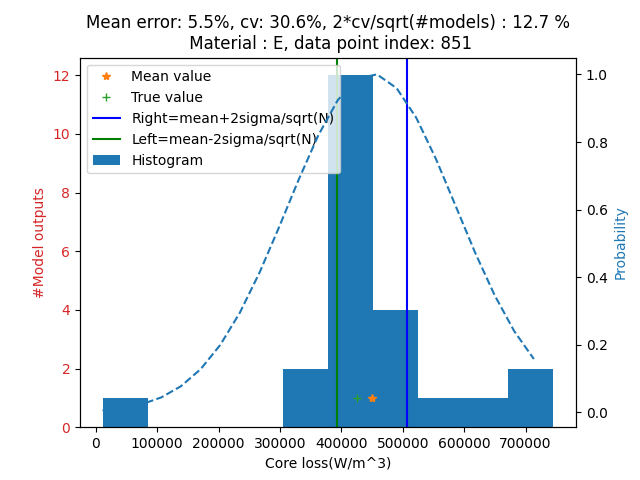 Mean error: 5.5%, cv: 30.6%, 2*cv/sqrt(#models) : 12.7 %
Material : E, data point index: 851
Mean value
True value
Right=mean+2sigma/sqrt(N)
Left=mean-2sigma/sqrt(N)
Histogram
12
10
8
6
4
2
0
#Model outputs
1.0
0.8
0.6
0.4
0.2
0.0
Probability
0 100000 200000 300000 400000 500000 600000 700000
Core loss(W/m^3)